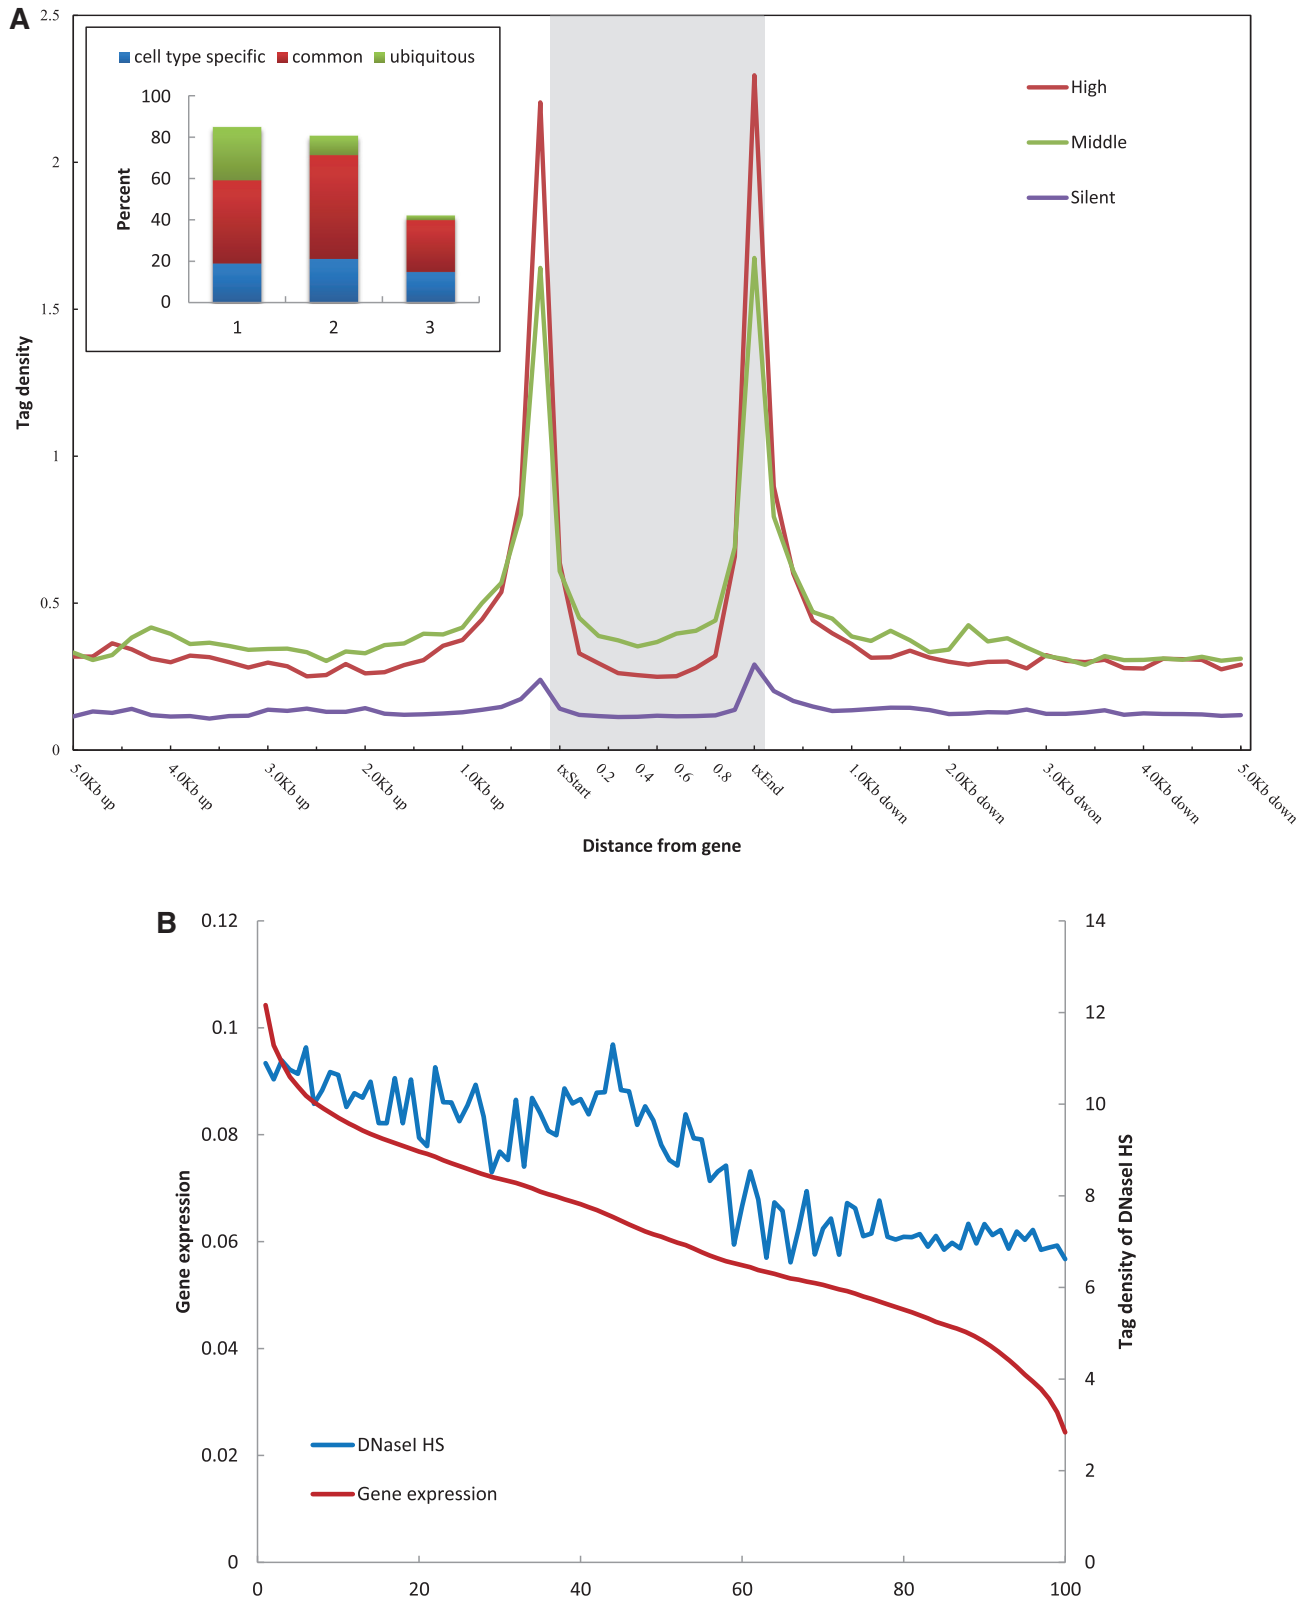 A
2.5
2
1.5
1
0.5
0
Tag density
cell type specific common ubiquitous
100
80
60
40
20
0
Percent
1 2 3
High
Middle
Silent
5.0Kb up 4.0Kb up 3.0Kb up 2.0Kb up 1.0Kb up txStart 0.2 0.4 0.6 0.8 txEnd 1.0Kb down 2.0Kb down 3.0Kb dwon 4.0Kb down 5.0Kb down
Distance from gene
B
0.12
0.1
0.08
0.06
0.04
0.02
0
Gene expression
14
12
10
8
6
4
2
0
Tag density of DNaseI HS
DNaseI HS
Gene expression
0 20 40 60 80 100